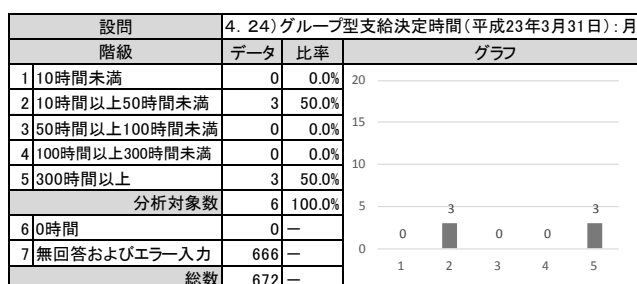 設問 4．24）グループ型支給決定時間（平成23年3月31日）：月
階級 データ 比率 グラフ
1 10時間未満 0 0.0%
2 10時間以上50時間未満 3 50.0%
3 50時間以上100時間未満 0 0.0%
4 100時間以上300時間未満 0 0.0%
5 300時間以上 3 50.0%
分析対象数 6 100.0%
6 0時間 0 －
7 無回答およびエラー入力 666 －
総数 672 －
20
15
10
5
0
0 3 0 0 3
1 2 3 4 5